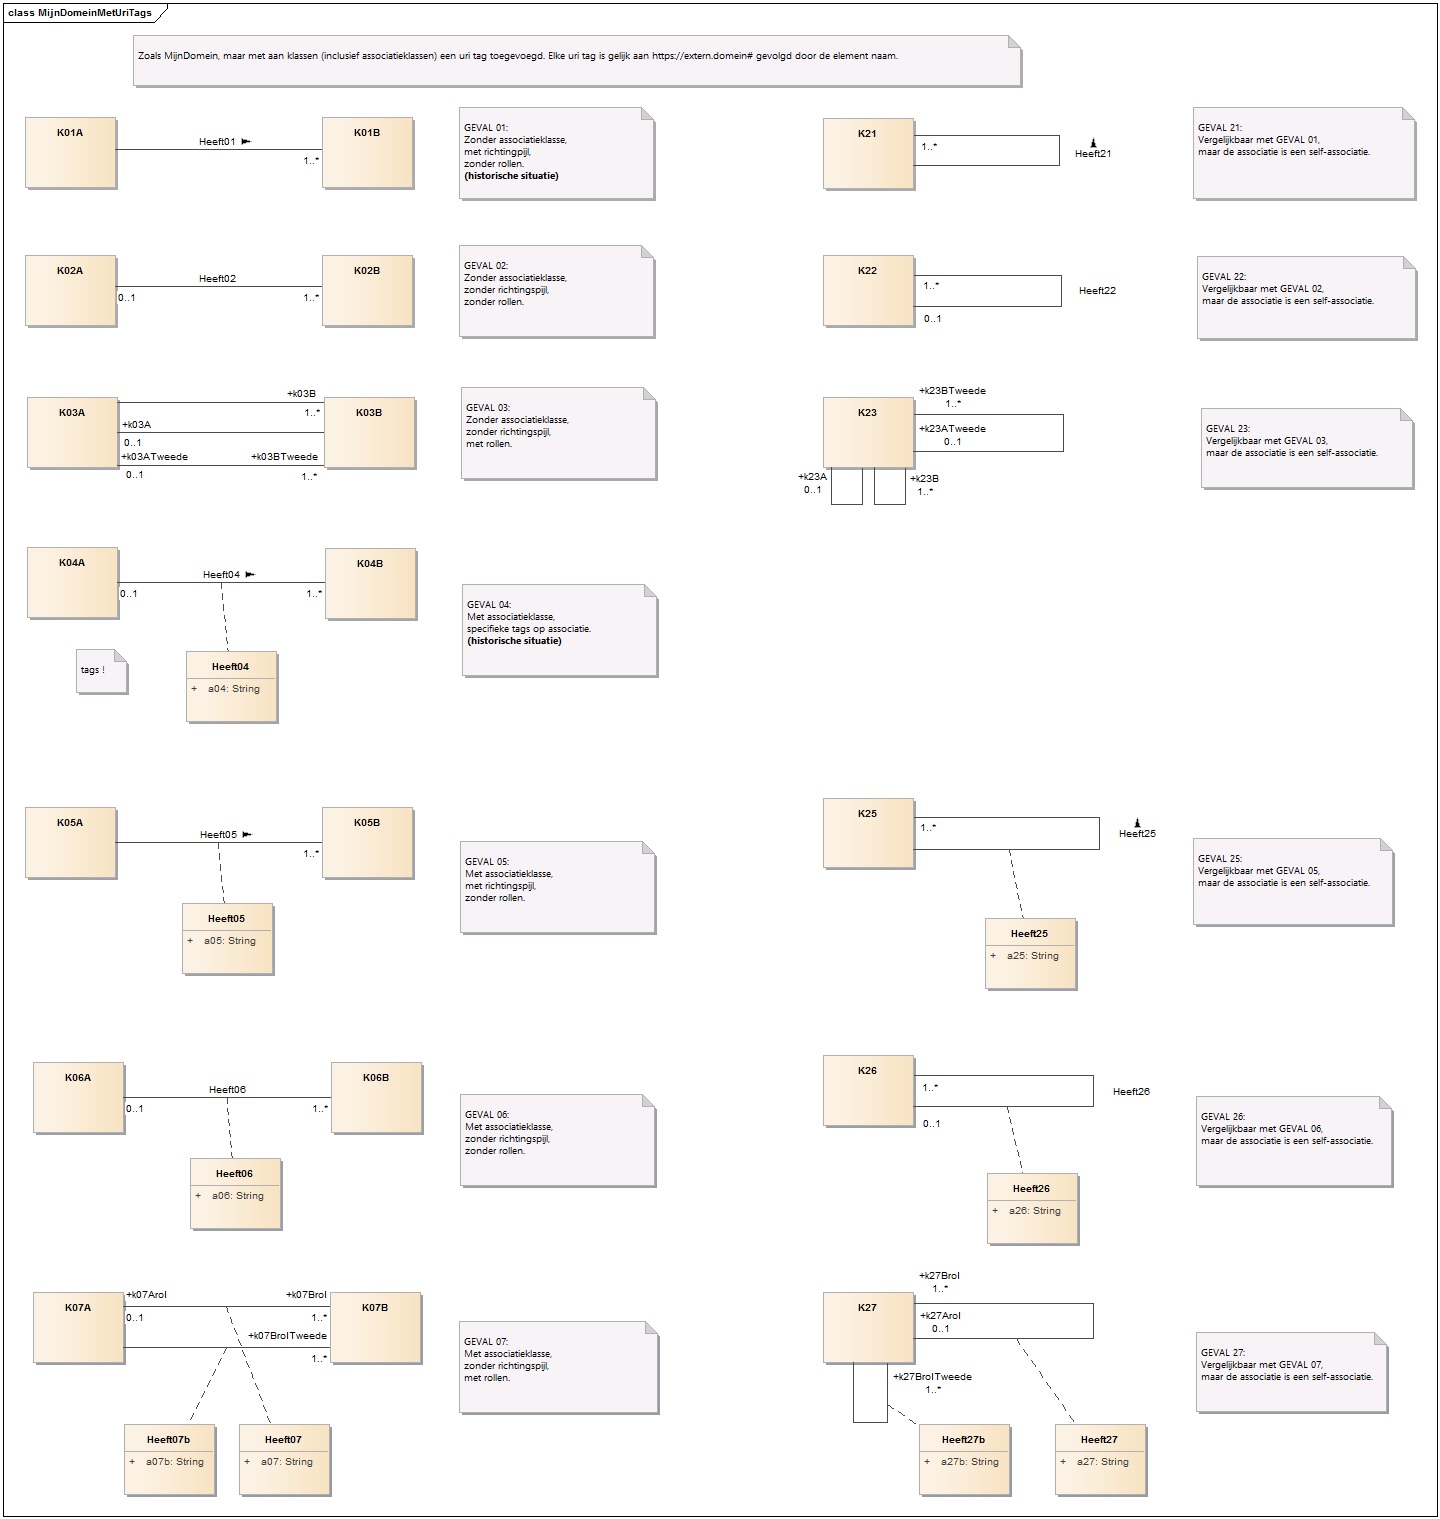 class MijnDomeinMetUriTags
Zoals MijnDomein, maar met aan klassen (inclusief associatieklassen) een uri tag toegevoegd. Elke uri tag is gelijk aan https://extern.domein# gevolgd door de element naam.
K01A
Heeft01
1..*
K01B
GEVAL 01:
Zonder associatieklasse,
met richtingpijl,
zonder rollen.
(historische situatie)
K21
1..*
Heeft21
GEVAL 21:
Vergelijkbaar met GEVAL 01,
maar de associatie is een self-associatie.
K02A
0..1
Heeft02
1..*
K02B
GEVAL 02:
Zonder associatieklasse,
zonder richtingspijl,
zonder rollen.
K22
1..*
0..1
Heeft22
GEVAL 22:
Vergelijkbaar met GEVAL 02,
maar de associatie is een self-associatie.
K03A
+k03B
1..*
+k03A
0..1
+k03ATweede
0..1
+k03BTweede
1..*
K03B
GEVAL 03:
Zonder associatieklasse,
zonder richtingspijl,
met rollen.
K23
+k23BTweede
1..*
+k23ATweede
0..1
+k23A
0..1
+k23B
1..*
GEVAL 23:
Vergelijkbaar met GEVAL 03,
maar de associatie is een self-associatie.
K04A
0..1
Heeft04
1..*
K04B
tags !
Heeft04
+ a04: String
GEVAL 04:
Met associatieklasse,
specifieke tags op associatie.
(historische situatie)
K05A
Heeft05
1..*
K05B
Heeft05
+ a05: String
GEVAL 05:
Met associatieklasse,
met richtingspijl,
zonder rollen.
K25
1..*
Heeft25
Heeft25
+ a25: String
GEVAL 25:
Vergelijkbaar met GEVAL 05,
maar de associatie is een self-associatie.
K06A
0..1
Heeft06
1..*
K06B
Heeft06
+ a06: String
GEVAL 06:
Met associatieklasse,
zonder richtingspijl,
zonder rollen.
K26
1..*
0..1
Heeft26
Heeft26
+ a26: String
GEVAL 26:
Vergelijkbaar met GEVAL 06,
maar de associatie is een self-associatie.
K07A
+k07Arol
0..1
+k07Brol
1..*
+k07BrolTweede
1..*
K07B
Heeft07b
+ a07b: String
Heeft07
+ a07: String
GEVAL 07:
Met associatieklasse,
zonder richtingspijl,
met rollen.
K27
+k27Brol
1..*
+k27Arol
0..1
+k27BrolTweede
1..*
Heeft27b
+ a27b: String
Heeft27
+ a27: String
GEVAL 27:
Vergelijkbaar met GEVAL 07,
maar de associatie is een self-associatie.